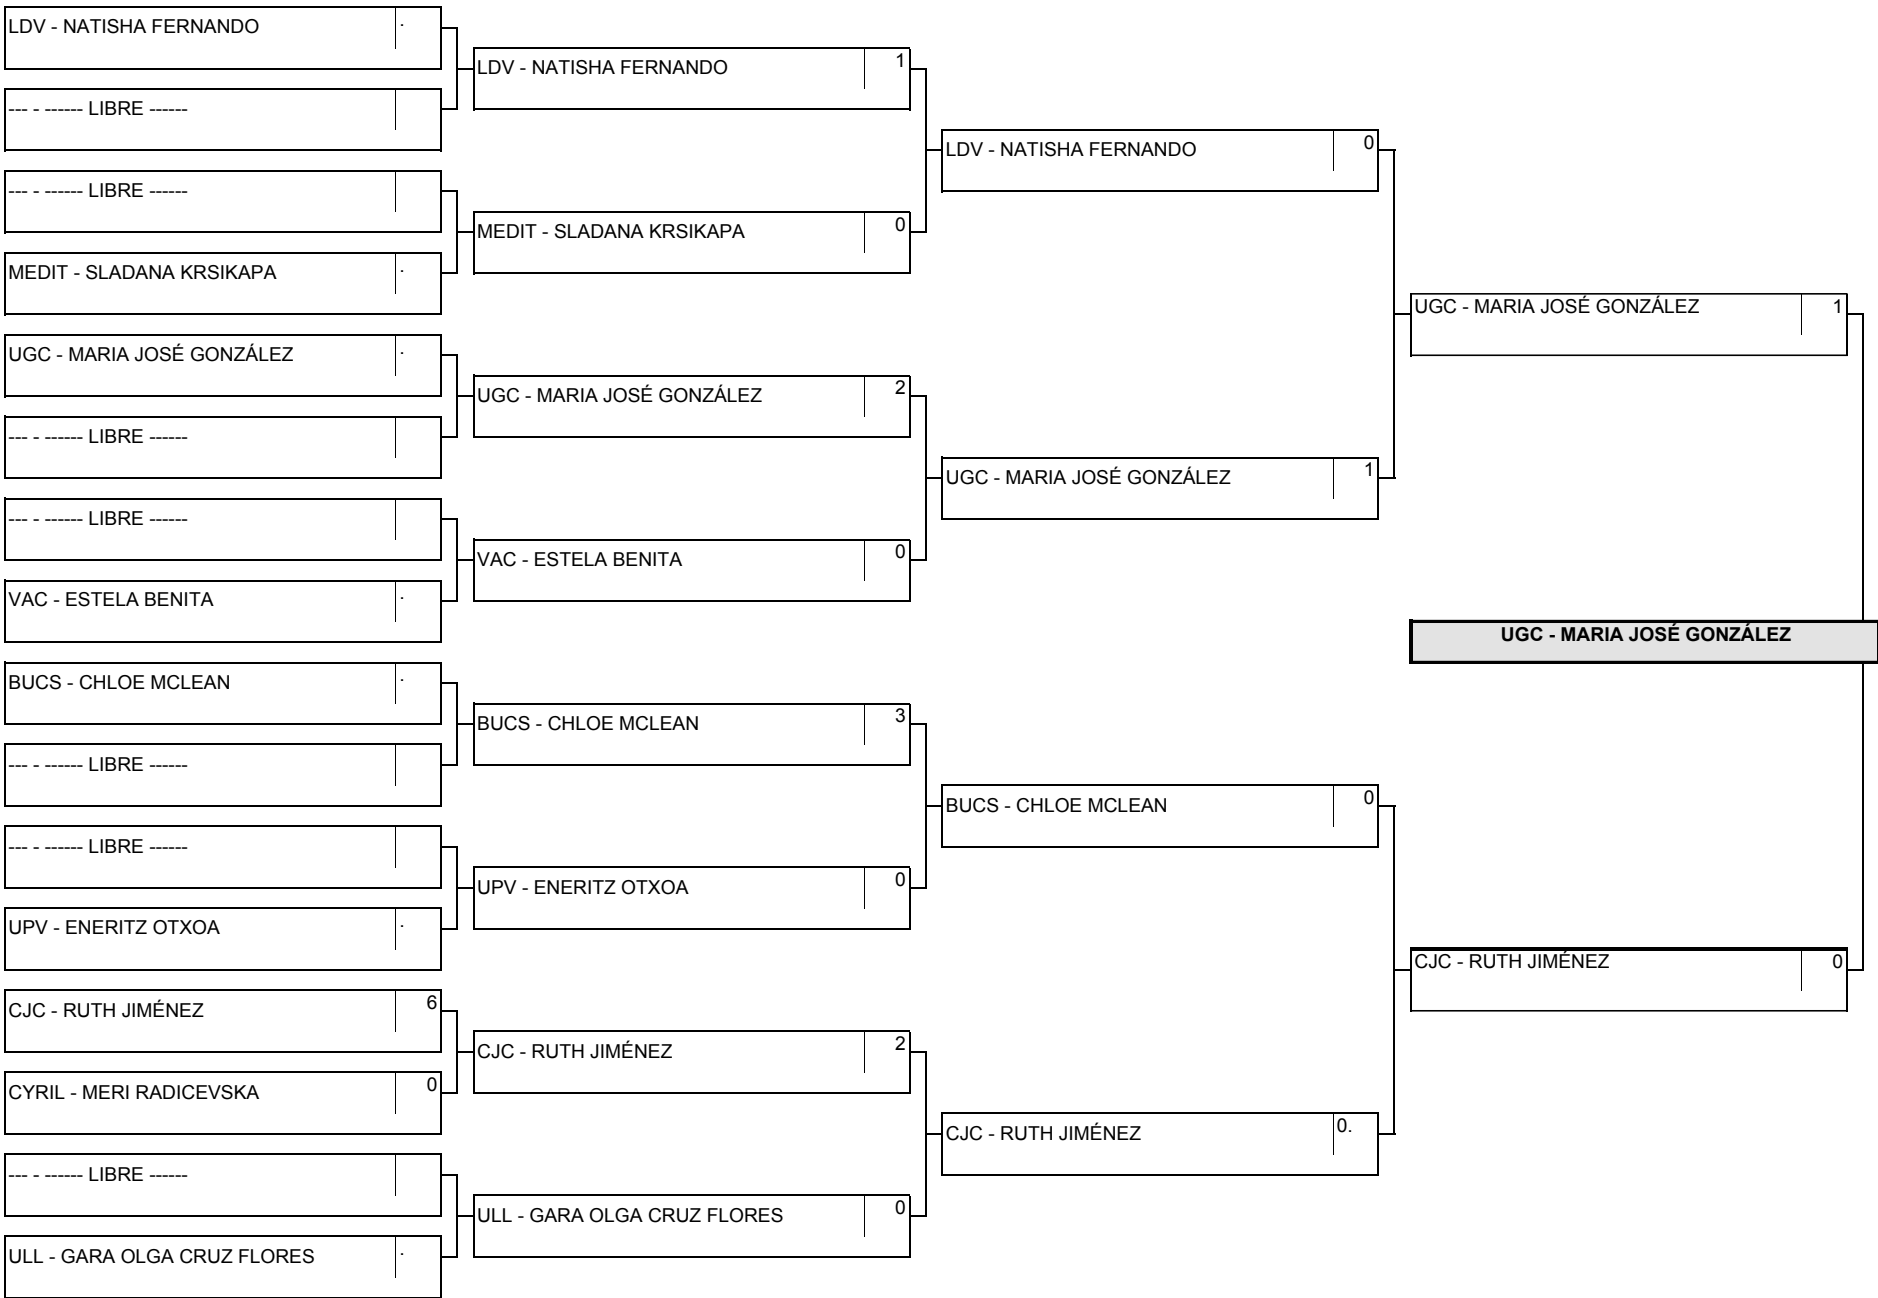 LDV - NATISHA FERNANDO .
--- - ------ LIBRE ------
--- - ------ LIBRE ------
MEDIT - SLADANA KRSIKAPA .
UGC - MARIA JOSÉ GONZÁLEZ .
--- - ------ LIBRE ------
--- - ------ LIBRE ------
VAC - ESTELA BENITA .
BUCS - CHLOE MCLEAN .
--- - ------ LIBRE ------
--- - ------ LIBRE ------
UPV - ENERITZ OTXOA .
CJC - RUTH JIMÉNEZ 6
CYRIL - MERI RADICEVSKA 0
--- - ------ LIBRE ------
ULL - GARA OLGA CRUZ FLORES .
LDV - NATISHA FERNANDO 1
MEDIT - SLADANA KRSIKAPA 0
UGC - MARIA JOSÉ GONZÁLEZ 2
VAC - ESTELA BENITA 0
BUCS - CHLOE MCLEAN 3
UPV - ENERITZ OTXOA 0
CJC - RUTH JIMÉNEZ 2
ULL - GARA OLGA CRUZ FLORES 0
LDV - NATISHA FERNANDO 0
UGC - MARIA JOSÉ GONZÁLEZ 1
BUCS - CHLOE MCLEAN 0
CJC - RUTH JIMÉNEZ 0.
UGC - MARIA JOSÉ GONZÁLEZ 1
CJC - RUTH JIMÉNEZ 0
UGC - MARIA JOSÉ GONZÁLEZ